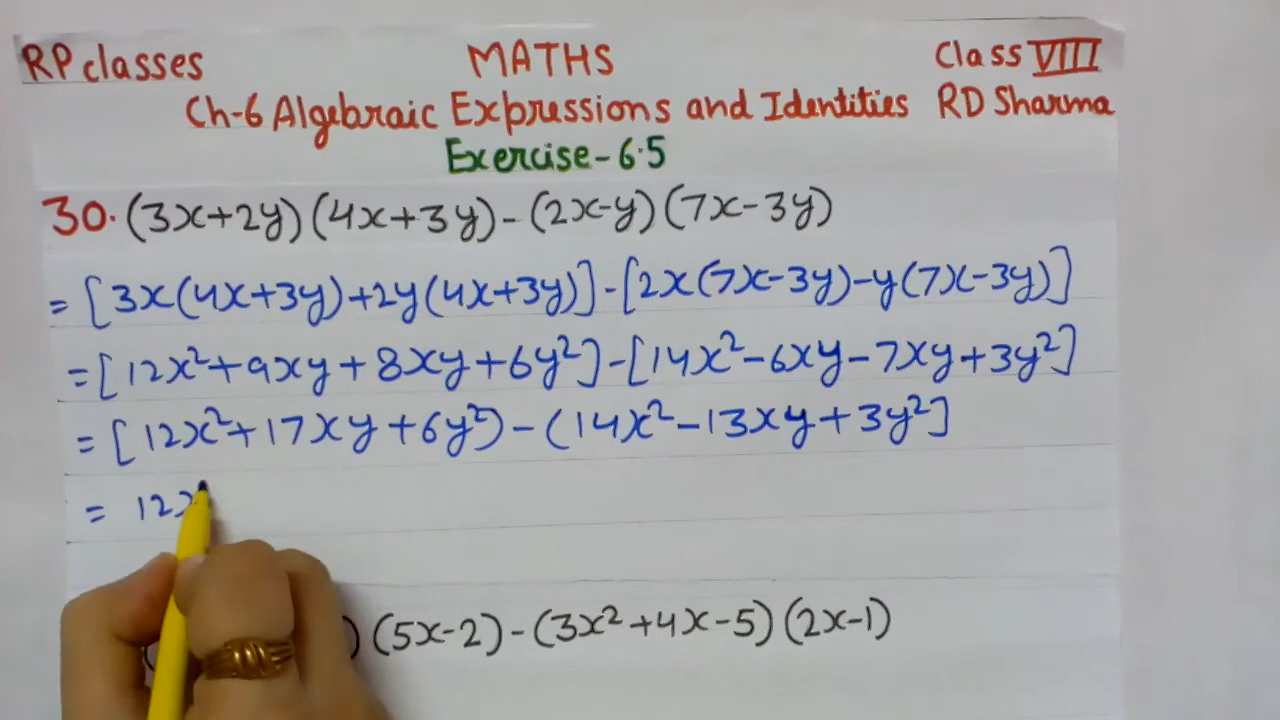 RP classes MATHS Class VIII
Ch-6 Algebraic Expressions and Identities RD Sharma
Exercise-6.5
30. (3x+2y)(4x+3y)-(2x-y)(7x-3y)
= [3x(4x+3y)+2y(4x+3y)]-[2x(7x-3y)-y(7x-3y)]
= [12x²+9xy+8xy+6y²]-[14x²-6xy-7xy+3y²]
= [12x²+17xy+6y²)-(14x²-13xy+3y²]
= 12x
)(5x-2)-(3x²+4x-5)(2x-1)